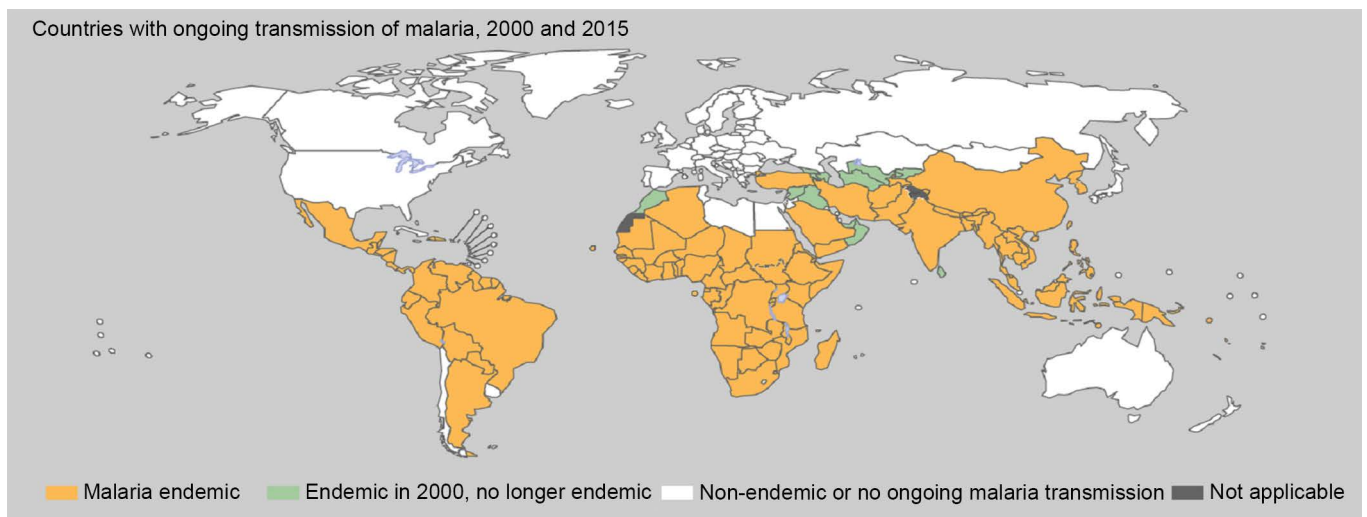 Countries with ongoing transmission of malaria, 2000 and 2015
Malaria endemic
Endemic in 2000, no longer endemic
Non-endemic or no ongoing malaria transmission
Not applicable